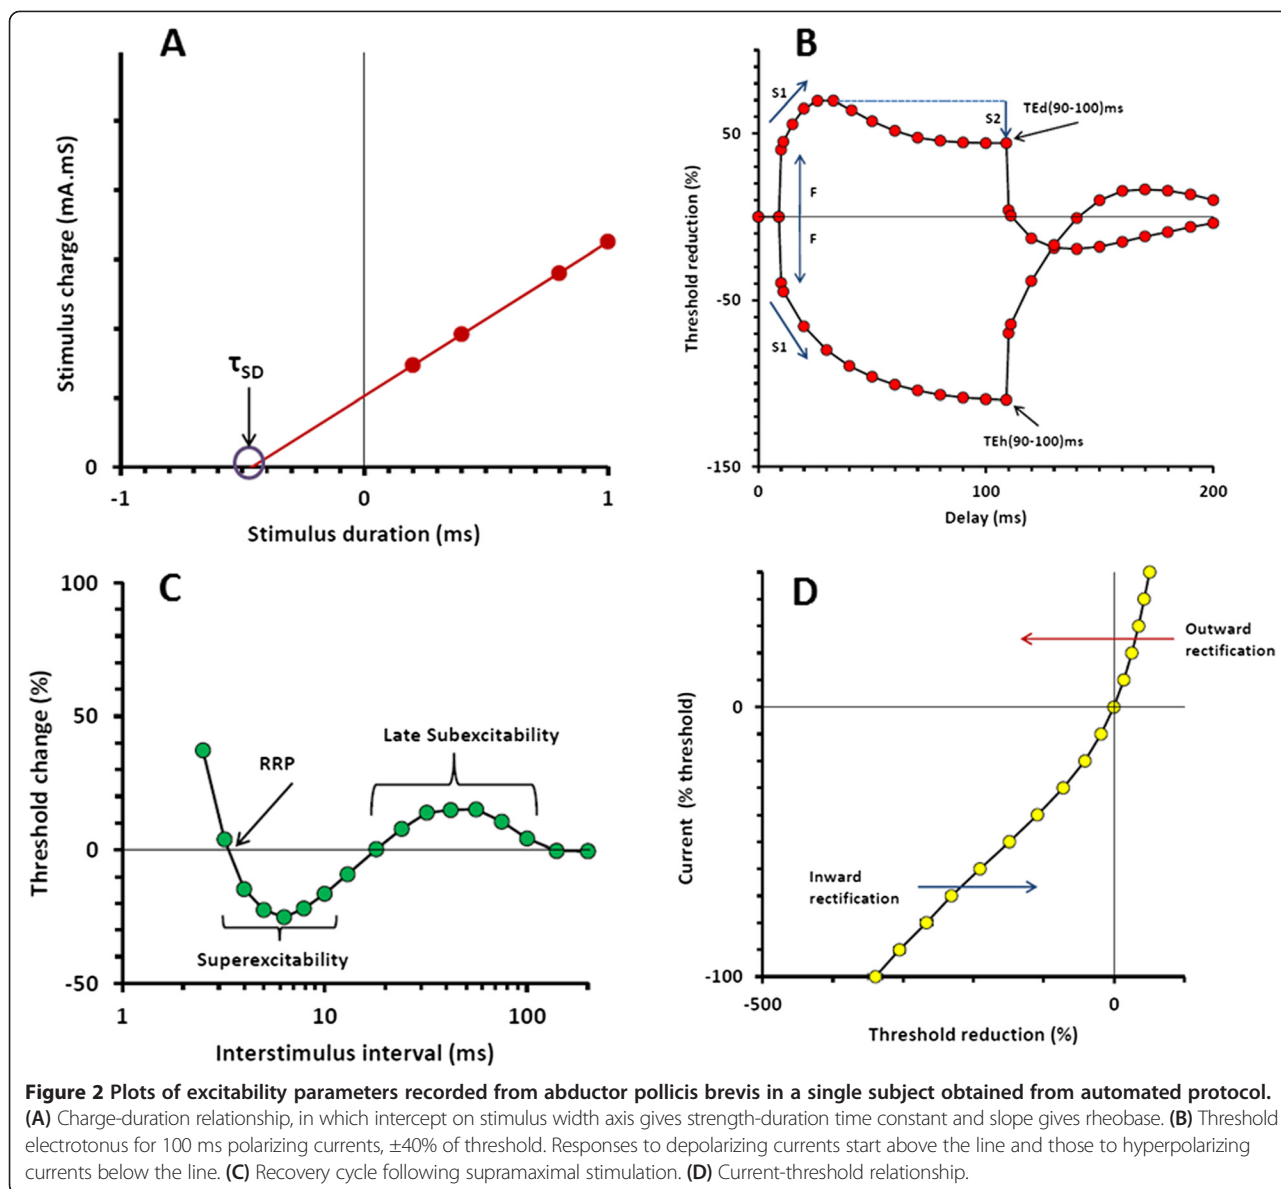 A
Stimulus charge (mA.mS)
τSD
0
-1
0
1
Stimulus duration (ms)
B
Threshold reduction (%)
50
-50
-150
S1
S2
F
F
S1
TEd(90-100)ms
TEh(90-100)ms
0
100
200
Delay (ms)
C
Threshold change (%)
100
50
0
-50
RRP
Late Subexcitability
Superexcitability
1
10
100
Interstimulus interval (ms)
D
Current (% threshold)
0
-100
Outward
rectification
Inward
rectification
-500
0
Threshold reduction (%)
Figure 2 Plots of excitability parameters recorded from abductor pollicis brevis in a single subject obtained from automated protocol.
(A) Charge-duration relationship, in which intercept on stimulus width axis gives strength-duration time constant and slope gives rheobase. (B) Threshold
electrotonus for 100 ms polarizing currents, ±40% of threshold. Responses to depolarizing currents start above the line and those to hyperpolarizing
currents below the line. (C) Recovery cycle following supramaximal stimulation. (D) Current-threshold relationship.